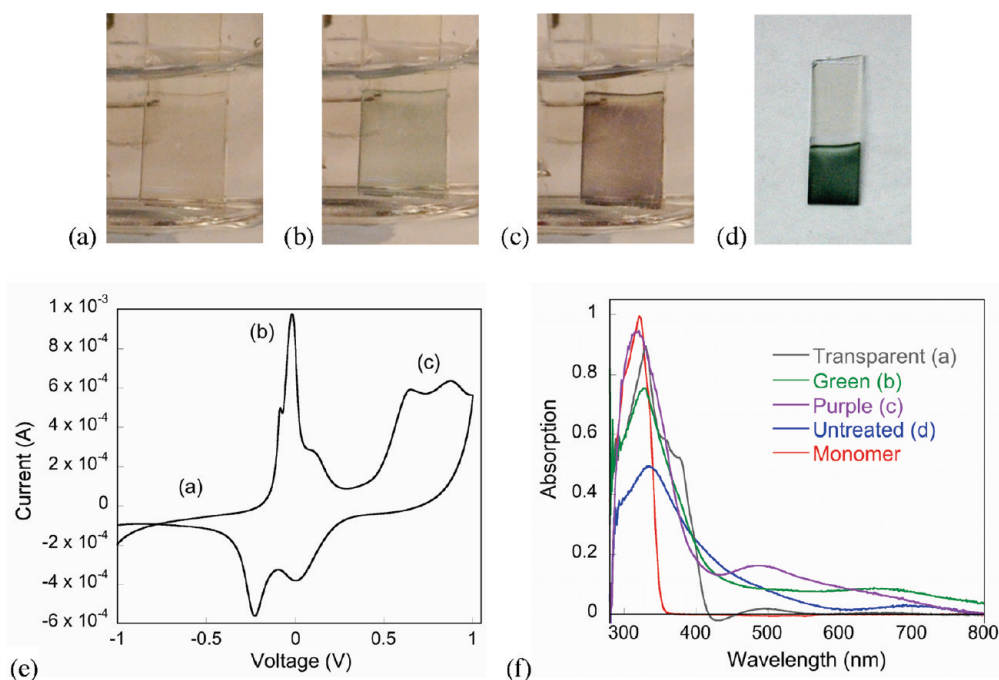 (a)
(b)
(c)
(d)
1 x 10⁻³
8 x 10⁻⁴
6 x 10⁻⁴
4 x 10⁻⁴
2 x 10⁻⁴
0
-2 x 10⁻⁴
-4 x 10⁻⁴
-6 x 10⁻⁴
Current (A)
(a)
(b)
(c)
-1
-0.5
0
0.5
1
Voltage (V)
(e)
1
0.8
0.6
0.4
0.2
0
Absorption
Transparent (a)
Green (b)
Purple (c)
Untreated (d)
Monomer
300
400
500
600
700
800
Wavelength (nm)
(f)